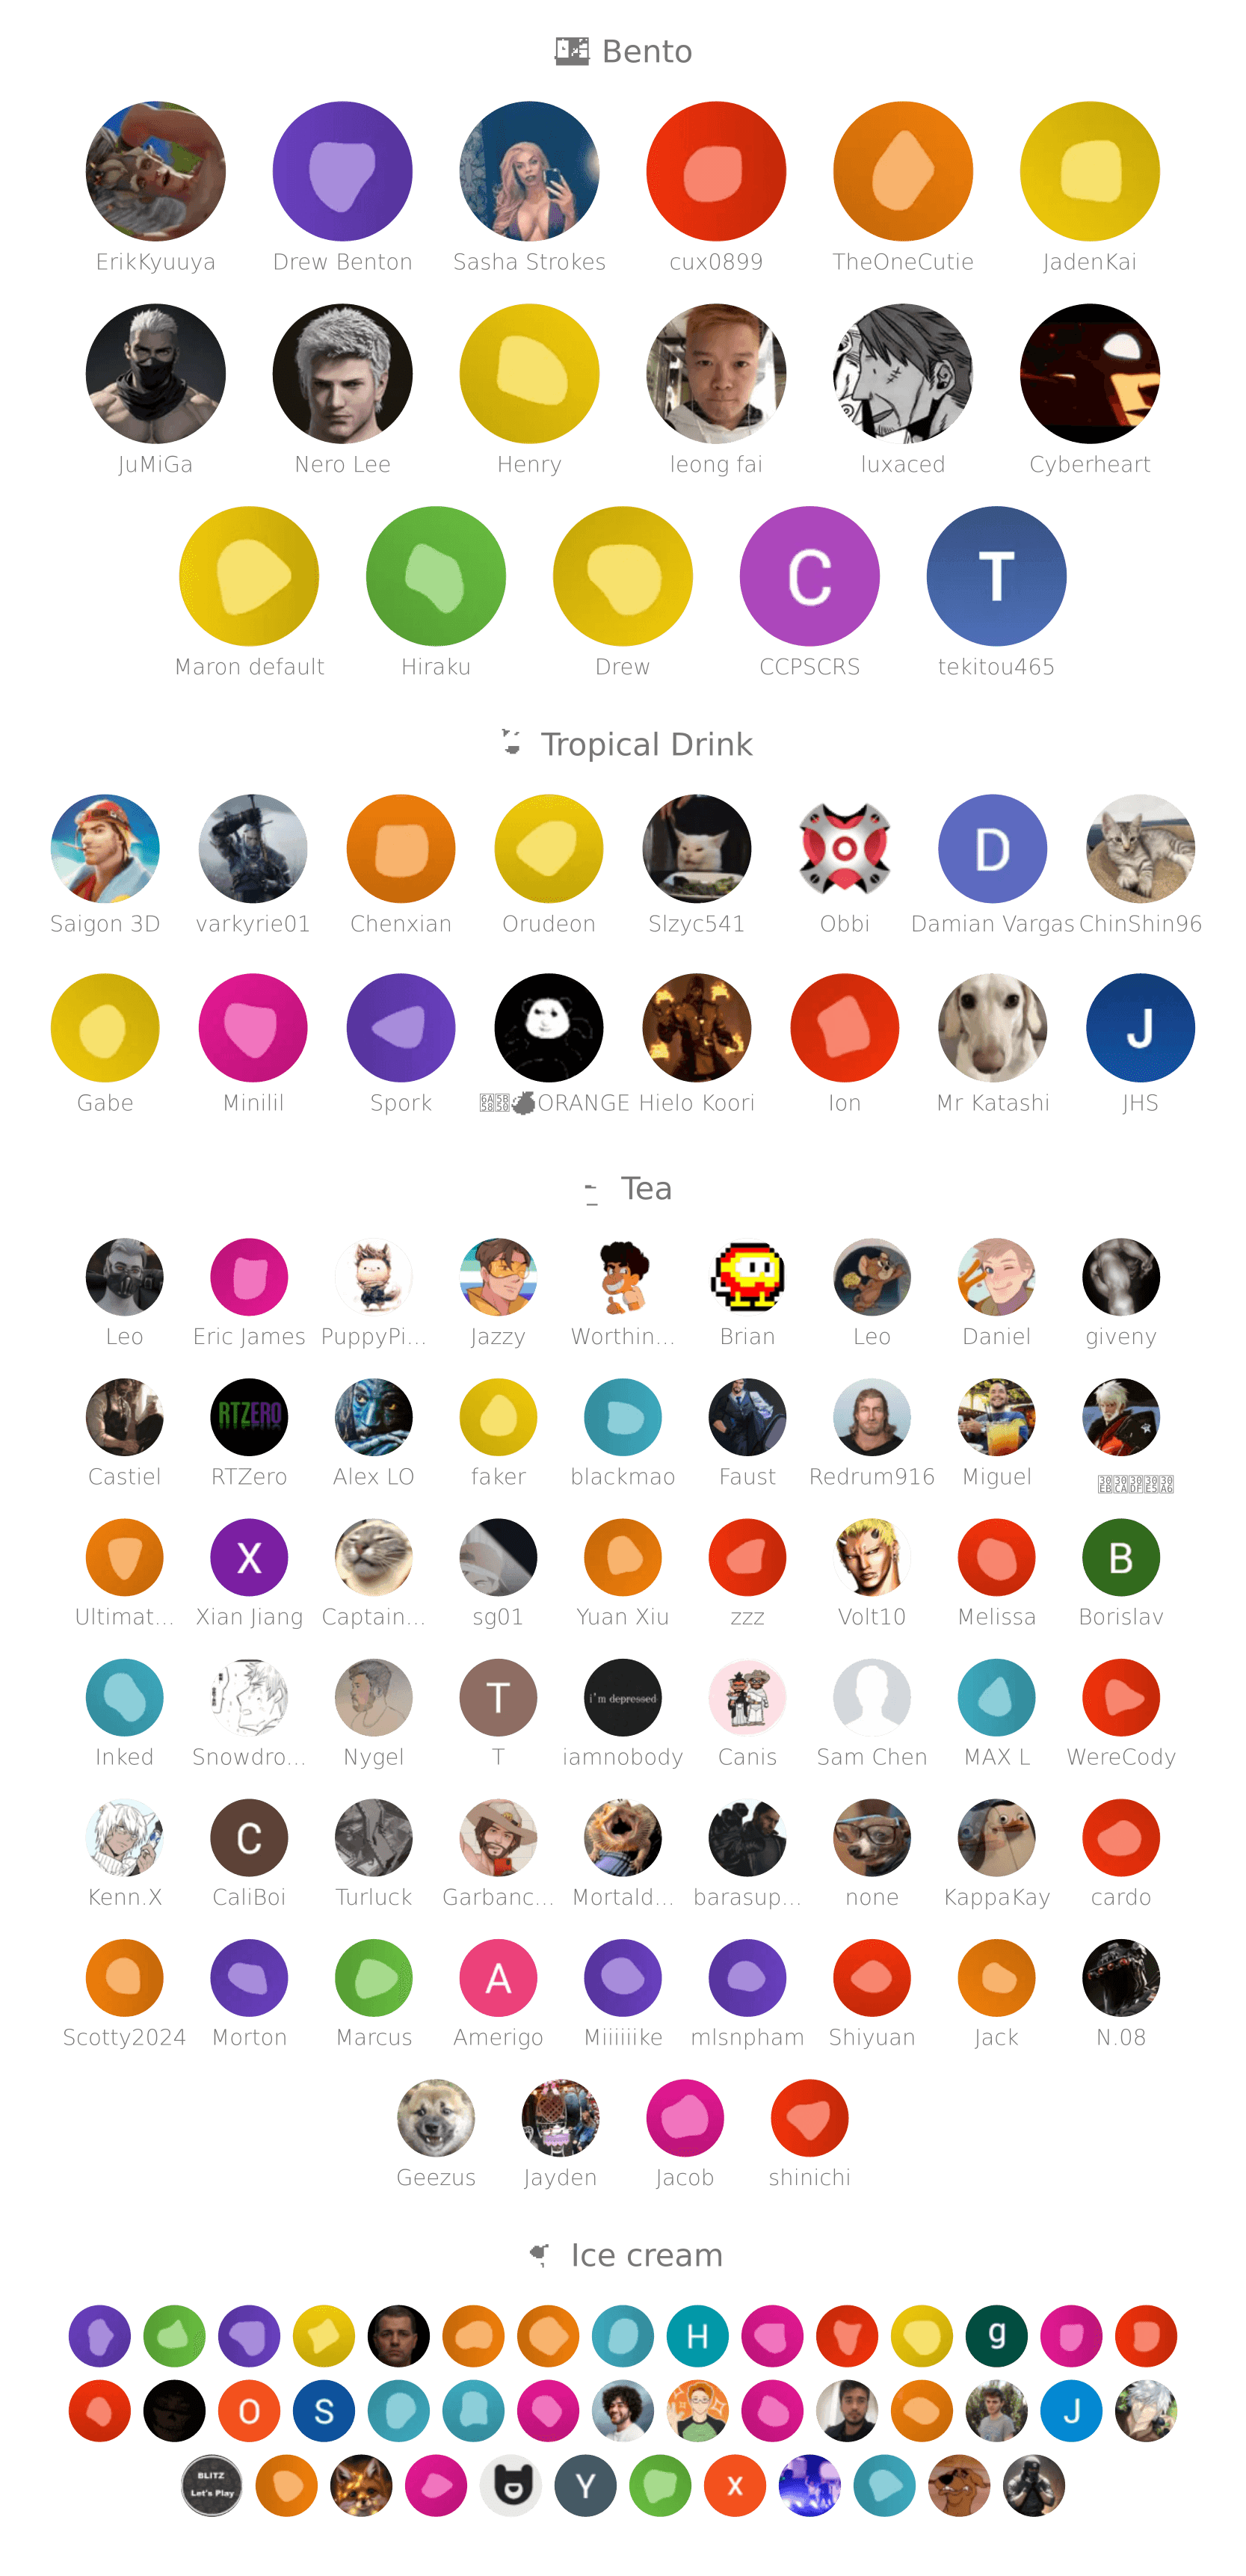 Bento
ErikKyuuya Drew Benton Sasha Strokes cux0899 TheOneCutie JadenKai
JuMiGa Nero Lee Henry leong fai luxaced Cyberheart
C T
Maron default Hiraku Drew CCPSCRS tekitou465
Tropical Drink
D
Saigon 3D varkyrie01 Chenxian Orudeon Slzyc541 Obbi Damian Vargas ChinShin96
J
Gabe Minilil Spork ORANGE Hielo Koori Ion Mr Katashi JHS
Tea
Leo Eric James PuppyPi... Jazzy Worthin... Brian Leo Daniel giveny
RTZERO
Castiel RTZero Alex LO faker blackmao Faust Redrum916 Miguel
X B
Ultimat... Xian Jiang Captain... sg01 Yuan Xiu zzz Volt10 Melissa Borislav
T i'm depressed
Inked Snowdro... Nygel T iamnobody Canis Sam Chen MAX L WereCody
C
Kenn.X CaliBoi Turluck Garbanc... Mortald... barasup... none KappaKay cardo
A
Scotty2024 Morton Marcus Amerigo Miiiiiike mlsnpham Shiyuan Jack N.08
Geezus Jayden Jacob shinichi
Ice cream
H g
O S J
BLITZ
Let's Play
Y x